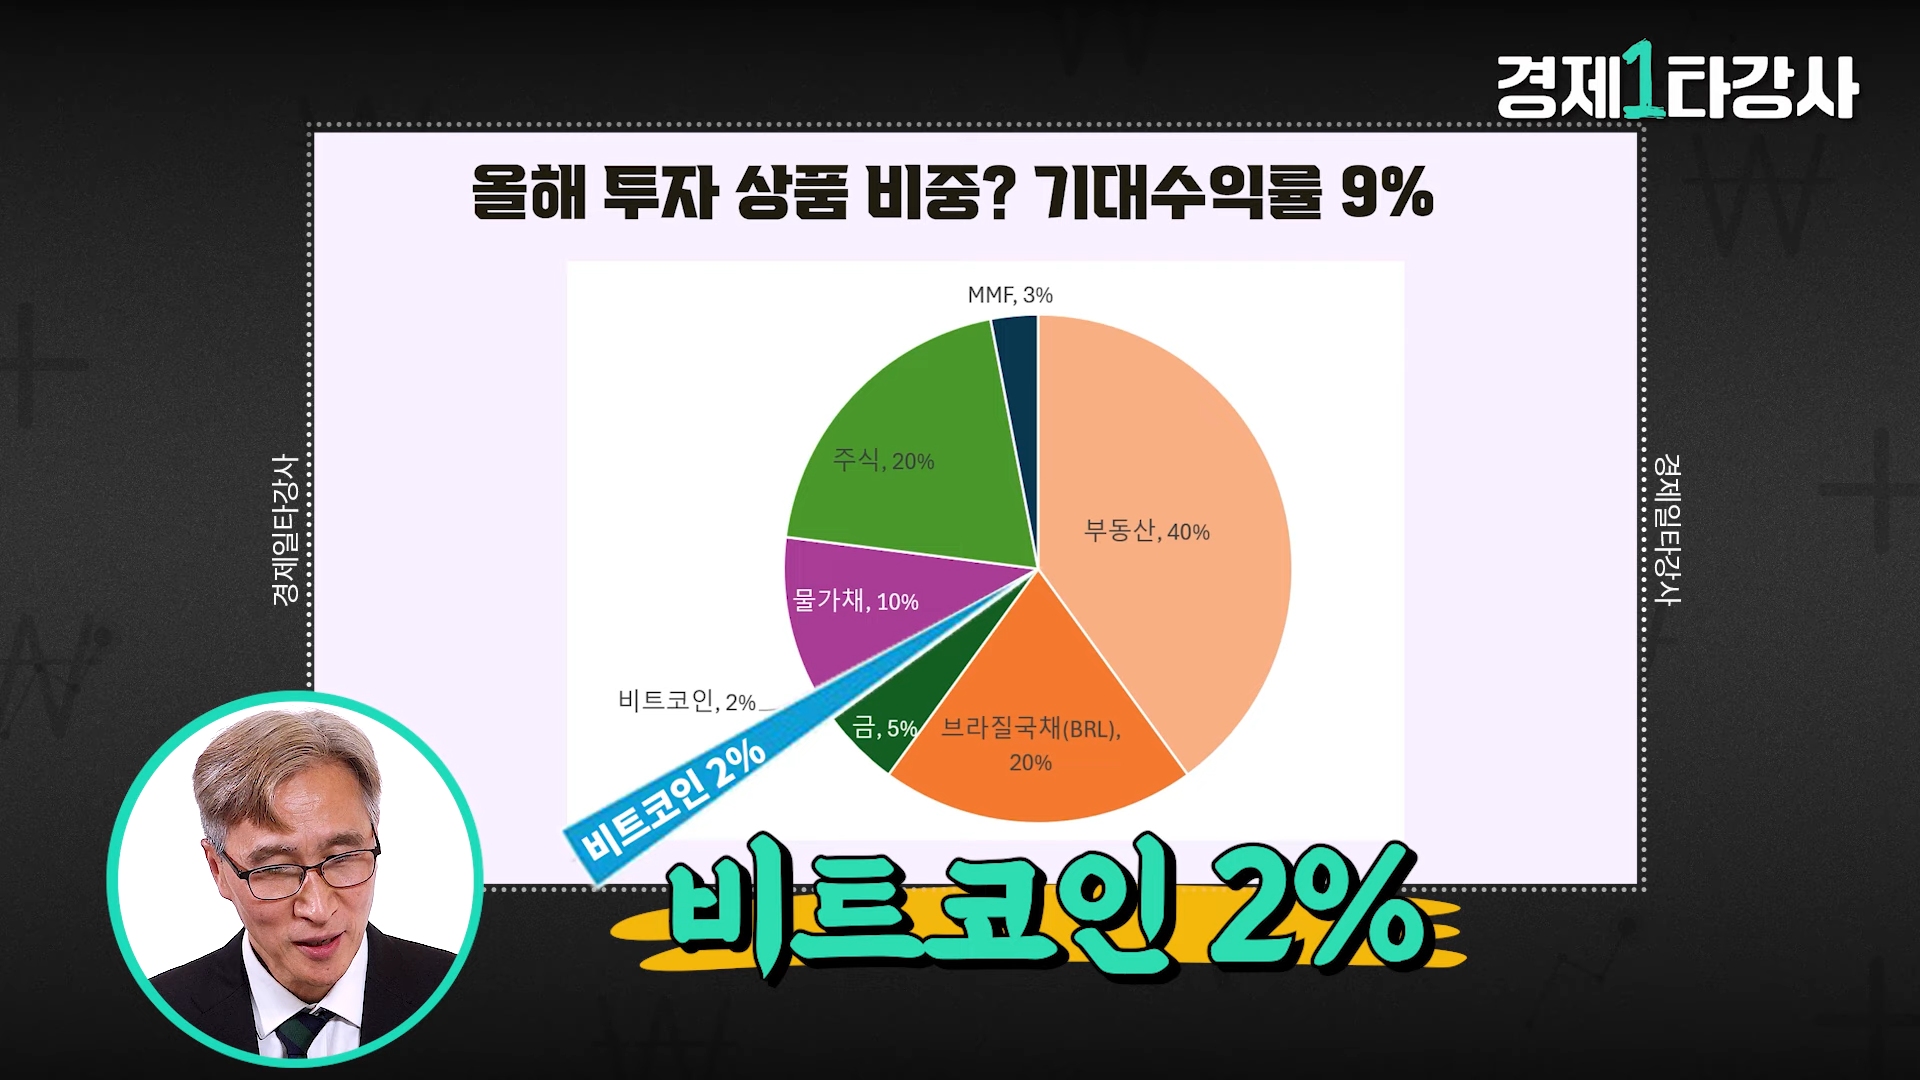 경제1타강사
올해 투자 상품 비중? 기대수익률 9%
MMF, 3%
주식, 20%
부동산, 40%
경제일타강사
경제일타강사
물가채, 10%
비트코인, 2%
금, 5%
브라질국채(BRL),
20%
비트코인 2%
비트코인 2%